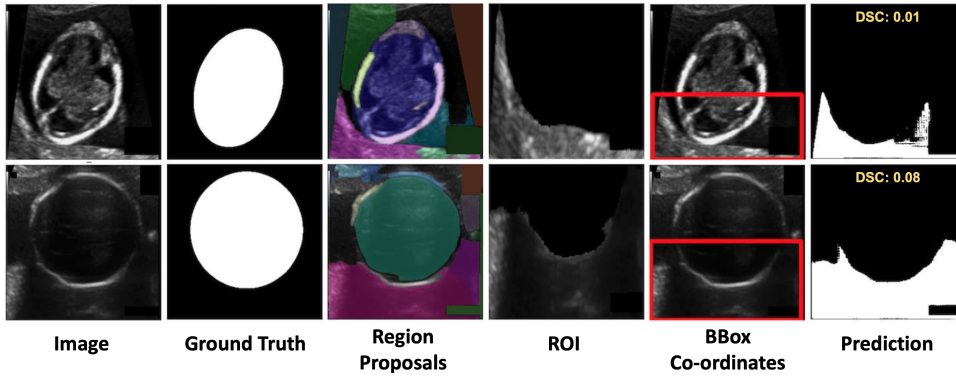 DSC: 0.01
DSC: 0.08
Image
Ground Truth
Region
Proposals
ROI
BBox
Co-ordinates
Prediction